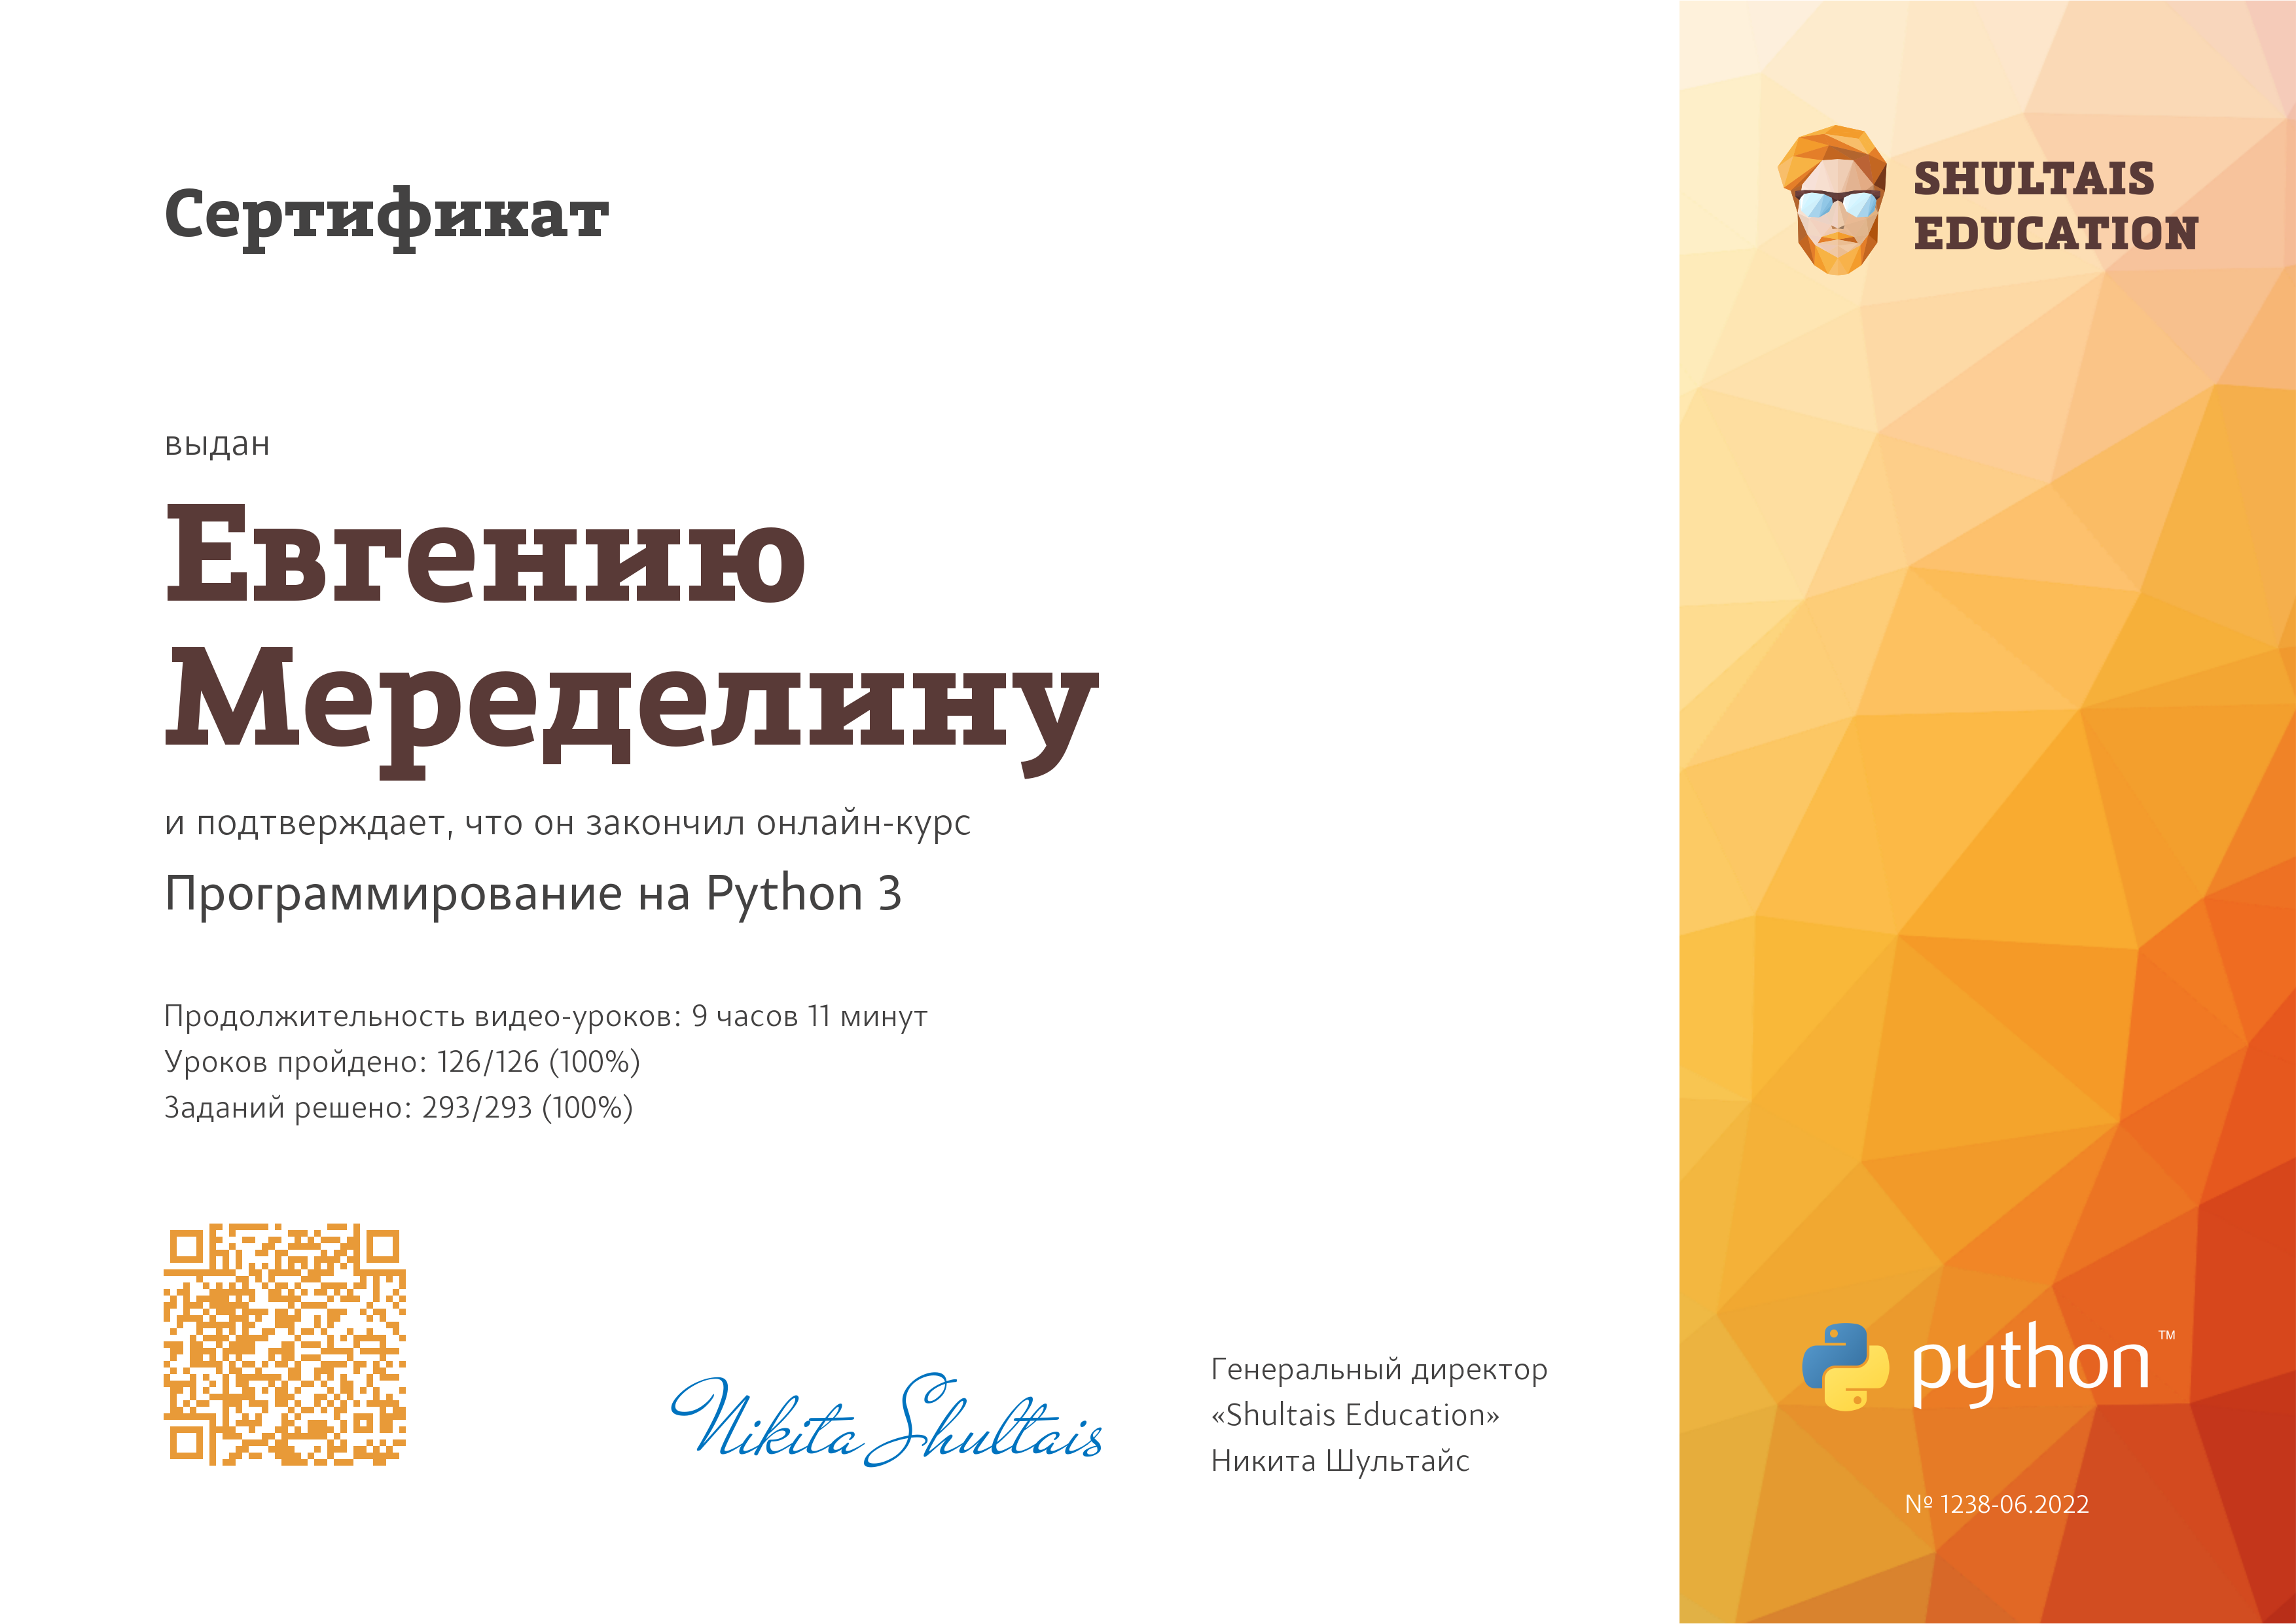 Сертификат
SHULTAIS
EDUCATION
выдан
Евгению
Меределину
и подтверждает, что он закончил онлайн-курс
Программирование на Python 3
Продолжительность видео-уроков: 9 часов 11 минут
Уроков пройдено: 126/126 (100%)
Заданий решено: 293/293 (100%)
Nikita Shultais
Генеральный директор
«Shultais Education»
Никита Шультайс
python™
№ 1238-06.2022